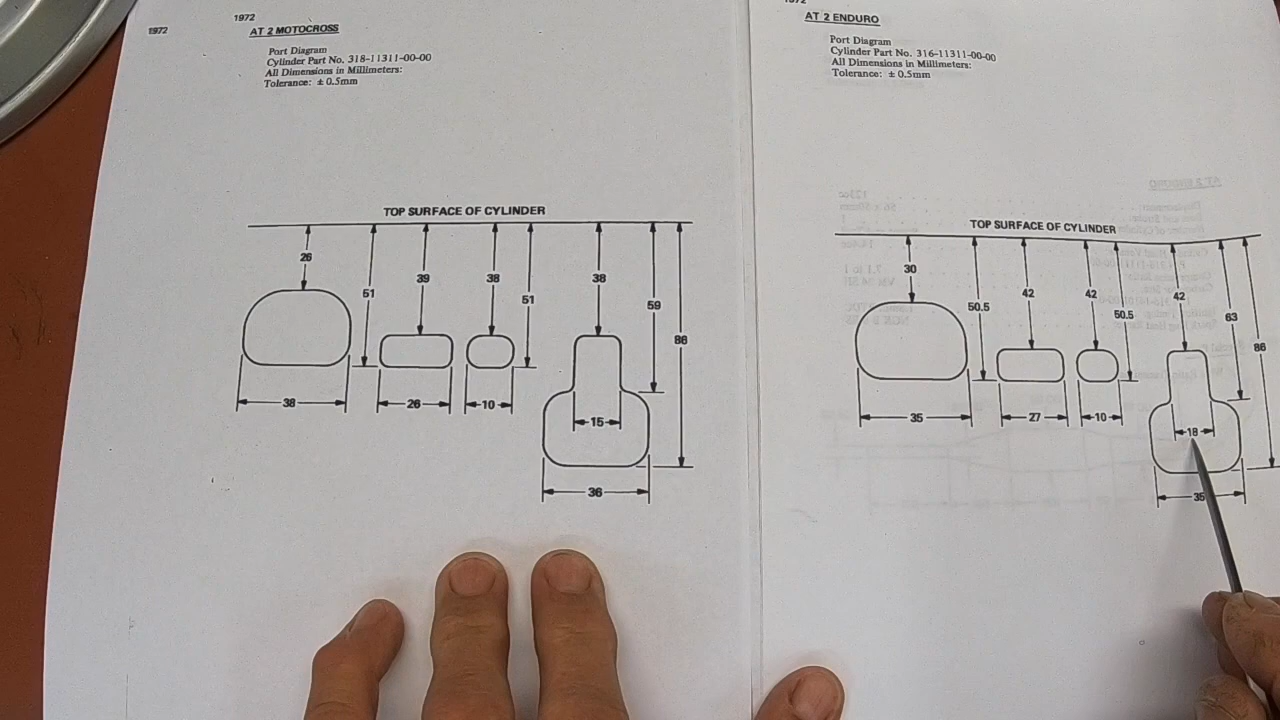 1972
1972
AT 2 MOTOCROSS
Port Diagram
Cylinder Part No. 318-11311-00-00
All Dimensions in Millimeters:
Tolerance: ± 0.5mm
TOP SURFACE OF CYLINDER
26
51
39
38
51
38
59
86
38
26
10
15
36
1972
AT 2 ENDURO
Port Diagram
Cylinder Part No. 316-11311-00-00
All Dimensions in Millimeters:
Tolerance: ± 0.5mm
TOP SURFACE OF CYLINDER
30
50.5
42
42
50.5
42
63
86
35
27
10
18
35